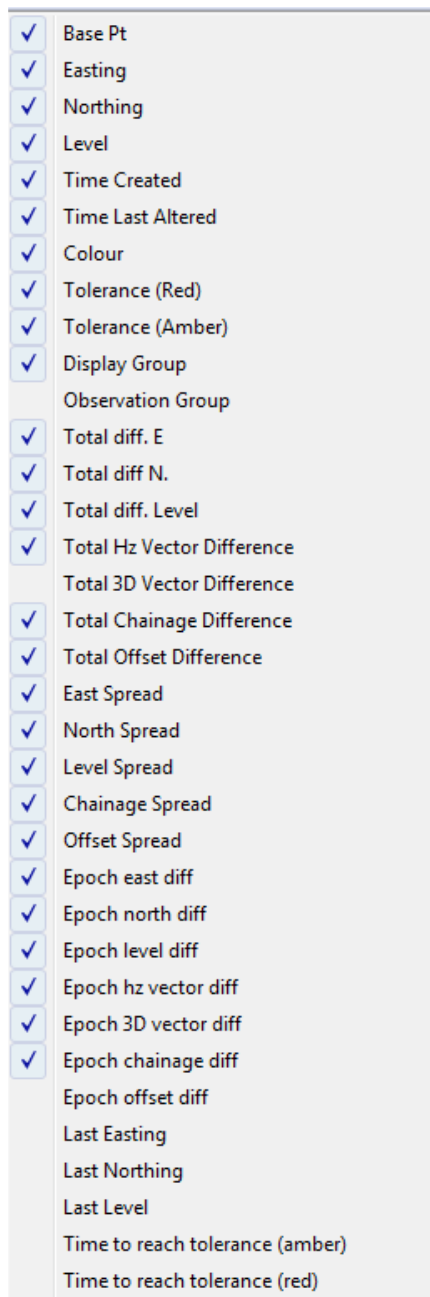 Base Pt
Easting
Northing
Level
Time Created
Time Last Altered
Colour
Tolerance (Red)
Tolerance (Amber)
Display Group
Observation Group
Total diff. E
Total diff N.
Total diff. Level
Total Hz Vector Difference
Total 3D Vector Difference
Total Chainage Difference
Total Offset Difference
East Spread
North Spread
Level Spread
Chainage Spread
Offset Spread
Epoch east diff
Epoch north diff
Epoch level diff
Epoch hz vector diff
Epoch 3D vector diff
Epoch chainage diff
Epoch offset diff
Last Easting
Last Northing
Last Level
Time to reach tolerance (amber)
Time to reach tolerance (red)